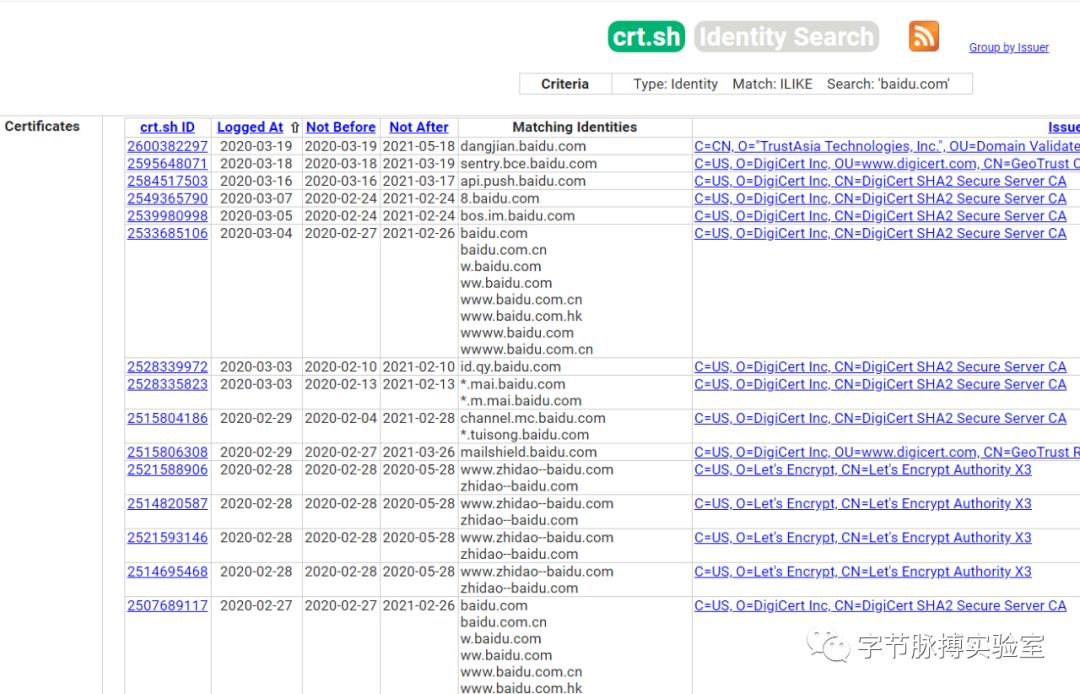 crt.sh Identity Search Group by Issuer
Criteria Type: Identity Match: ILIKE Search: 'baidu.com'
Certificates crt.sh ID Logged At ⇧ Not Before Not After Matching Identities Issue
2600382297 2020-03-19 2020-03-19 2021-05-18 dangjian.baidu.com C=CN, O="TrustAsia Technologies, Inc.", OU=Domain Validate
2595648071 2020-03-18 2020-03-18 2021-03-19 sentry.bce.baidu.com C=US, O=DigiCert Inc, OU=www.digicert.com, CN=GeoTrust C
2584517503 2020-03-16 2020-03-16 2021-03-17 api.push.baidu.com C=US, O=DigiCert Inc, CN=DigiCert SHA2 Secure Server CA
2549365790 2020-03-07 2020-02-24 2021-02-24 8.baidu.com C=US, O=DigiCert Inc, CN=DigiCert SHA2 Secure Server CA
2539980998 2020-03-05 2020-02-24 2021-02-24 bos.im.baidu.com C=US, O=DigiCert Inc, CN=DigiCert SHA2 Secure Server CA
2533685106 2020-03-04 2020-02-27 2021-02-26 baidu.com C=US, O=DigiCert Inc, CN=DigiCert SHA2 Secure Server CA
baidu.com.cn
w.baidu.com
ww.baidu.com
www.baidu.com.cn
www.baidu.com.hk
wwww.baidu.com
wwww.baidu.com.cn
2528339972 2020-03-03 2020-02-10 2021-02-10 id.qy.baidu.com C=US, O=DigiCert Inc, CN=DigiCert SHA2 Secure Server CA
2528335823 2020-03-03 2020-02-13 2021-02-13 *.mai.baidu.com C=US, O=DigiCert Inc, CN=DigiCert SHA2 Secure Server CA
*.m.mai.baidu.com
2515804186 2020-02-29 2020-02-04 2021-02-28 channel.mc.baidu.com C=US, O=DigiCert Inc, CN=DigiCert SHA2 Secure Server CA
*.tuisong.baidu.com
2515806308 2020-02-29 2020-02-27 2021-03-26 mailshield.baidu.com C=US, O=DigiCert Inc, OU=www.digicert.com, CN=GeoTrust R
2521588906 2020-02-28 2020-02-28 2020-05-28 www.zhidao--baidu.com C=US, O=Let's Encrypt, CN=Let's Encrypt Authority X3
zhidao--baidu.com
2514820587 2020-02-28 2020-02-28 2020-05-28 www.zhidao--baidu.com C=US, O=Let's Encrypt, CN=Let's Encrypt Authority X3
zhidao--baidu.com
2521593146 2020-02-28 2020-02-28 2020-05-28 www.zhidao--baidu.com C=US, O=Let's Encrypt, CN=Let's Encrypt Authority X3
zhidao--baidu.com
2514695468 2020-02-28 2020-02-28 2020-05-28 www.zhidao--baidu.com C=US, O=Let's Encrypt, CN=Let's Encrypt Authority X3
zhidao--baidu.com
2507689117 2020-02-27 2020-02-27 2021-02-26 baidu.com C=US, O=DigiCert Inc, CN=DigiCert SHA2 Secure Server CA
baidu.com.cn
w.baidu.com
ww.baidu.com
www.baidu.com.cn
www.baidu.com.hk
字节脉搏实验室